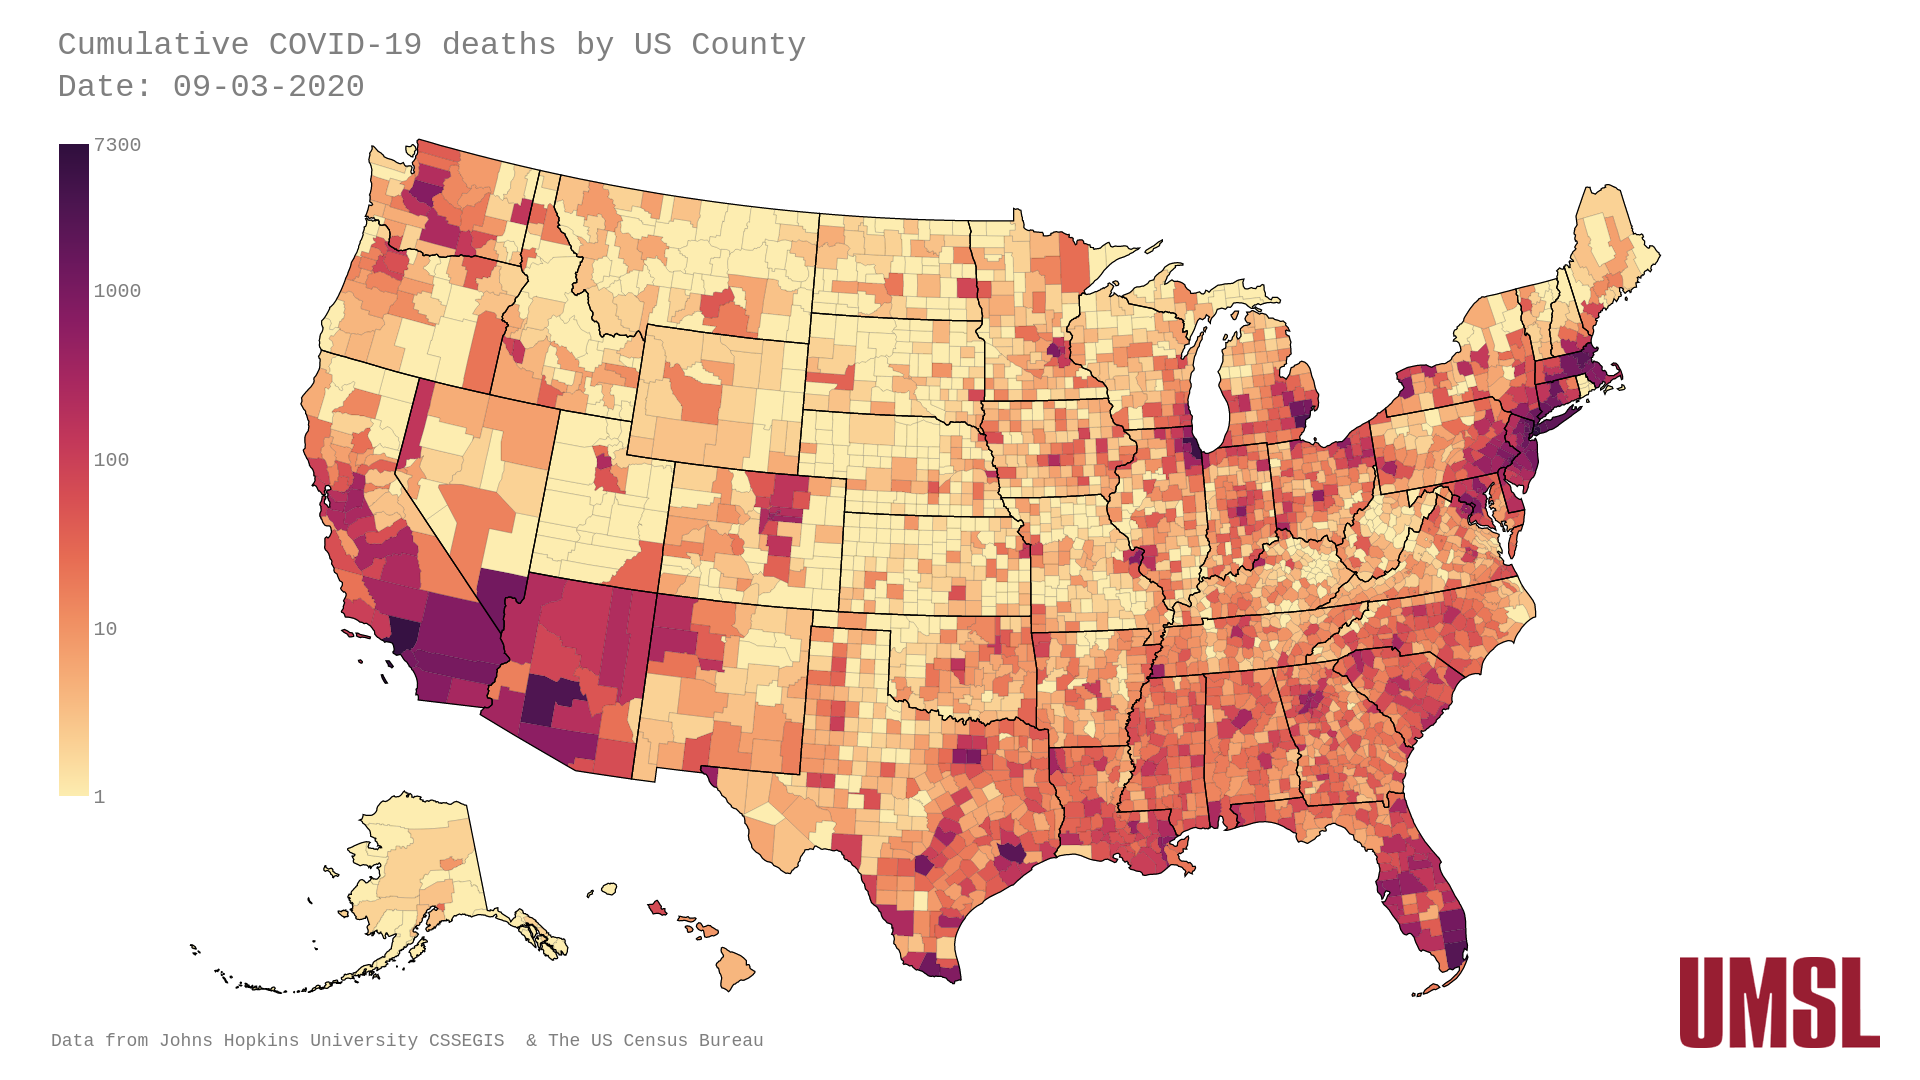 Cumulative COVID-19 deaths by US County
Date: 09-03-2020
7300
1000
100
10
1
Data from Johns Hopkins University CSSEGIS  & The US Census Bureau
UMSL